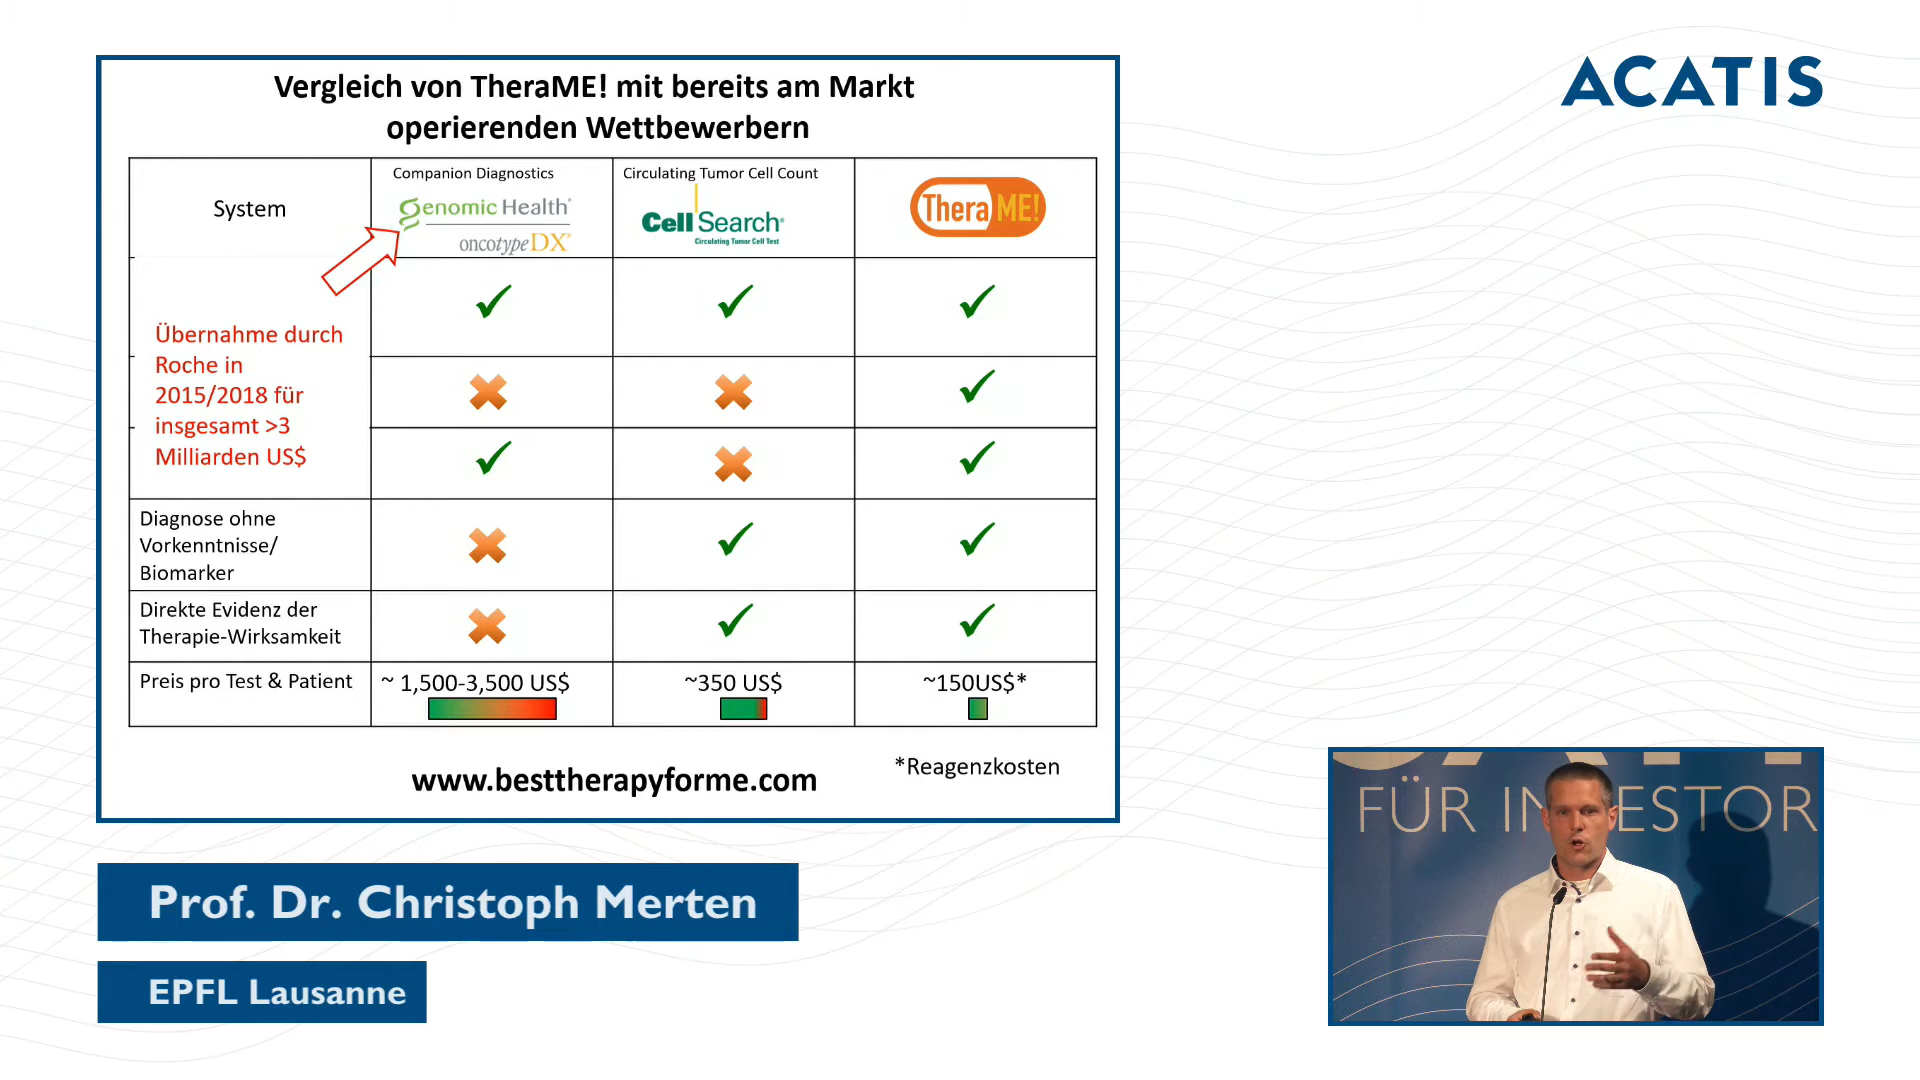 ACATIS
Vergleich von TheraME! mit bereits am Markt
operierenden Wettbewerbern
System
Companion Diagnostics
Genomic Health®
oncotypeDX®
Circulating Tumor Cell Count
CellSearch®
Circulating Tumor Cell Test
TheraME!
Übernahme durch
Roche in
2015/2018 für
insgesamt >3
Milliarden US$
Diagnose ohne
Vorkenntnisse/
Biomarker
Direkte Evidenz der
Therapie-Wirksamkeit
Preis pro Test & Patient
~ 1,500-3,500 US$
~350 US$
~150US$*
www.besttherapyforme.com
*Reagenzkosten
FÜR IN ESTOR
Prof. Dr. Christoph Merten
EPFL Lausanne